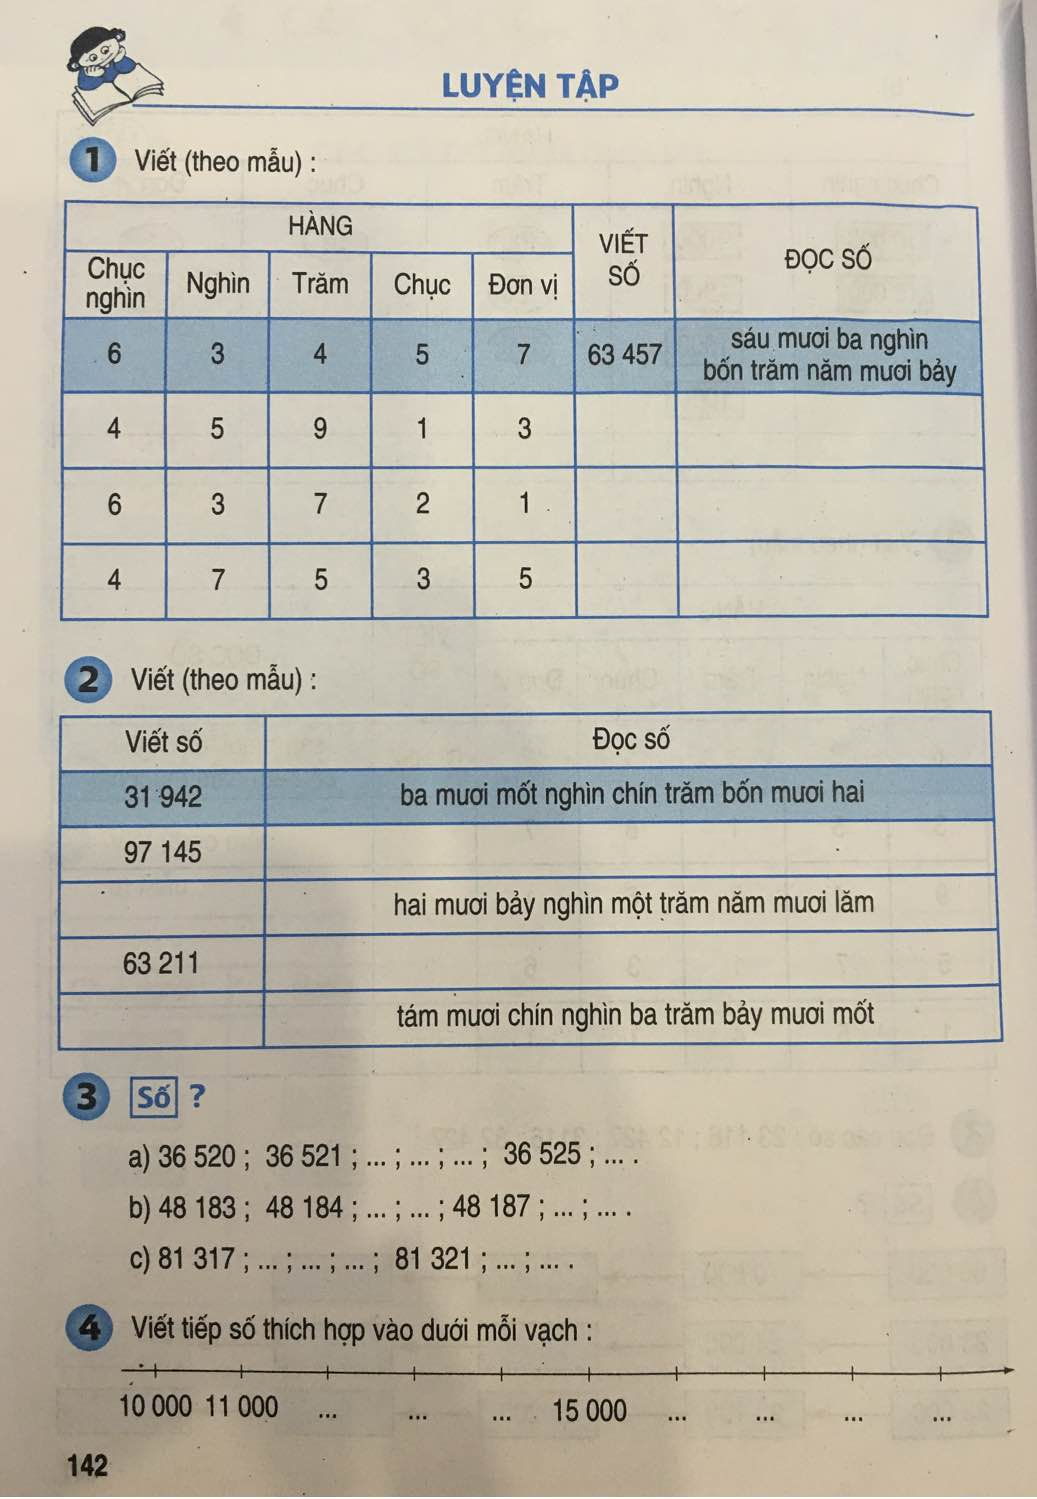 LUYỆN TẬP
1 Viết (theo mẫu) :
HÀNG VIẾT SỐ ĐỌC SỐ
Chục nghìn Nghìn Trăm Chục Đơn vị
6 3 4 5 7 63 457 sáu mươi ba nghìn bốn trăm năm mươi bảy
4 5 9 1 3
6 3 7 2 1
4 7 5 3 5
2 Viết (theo mẫu) :
Viết số Đọc số
31 942 ba mươi mốt nghìn chín trăm bốn mươi hai
97 145
hai mươi bảy nghìn một trăm năm mươi lăm
63 211
tám mươi chín nghìn ba trăm bảy mươi mốt
3 Số ?
a) 36 520 ; 36 521 ; ... ; ... ; ... ; 36 525 ; ... .
b) 48 183 ; 48 184 ; ... ; ... ; 48 187 ; ... ; ... .
c) 81 317 ; ... ; ... ; ... ; 81 321 ; ... ; ... .
4 Viết tiếp số thích hợp vào dưới mỗi vạch :
10 000 11 000 ... ... ... 15 000 ... ... ... ...
142